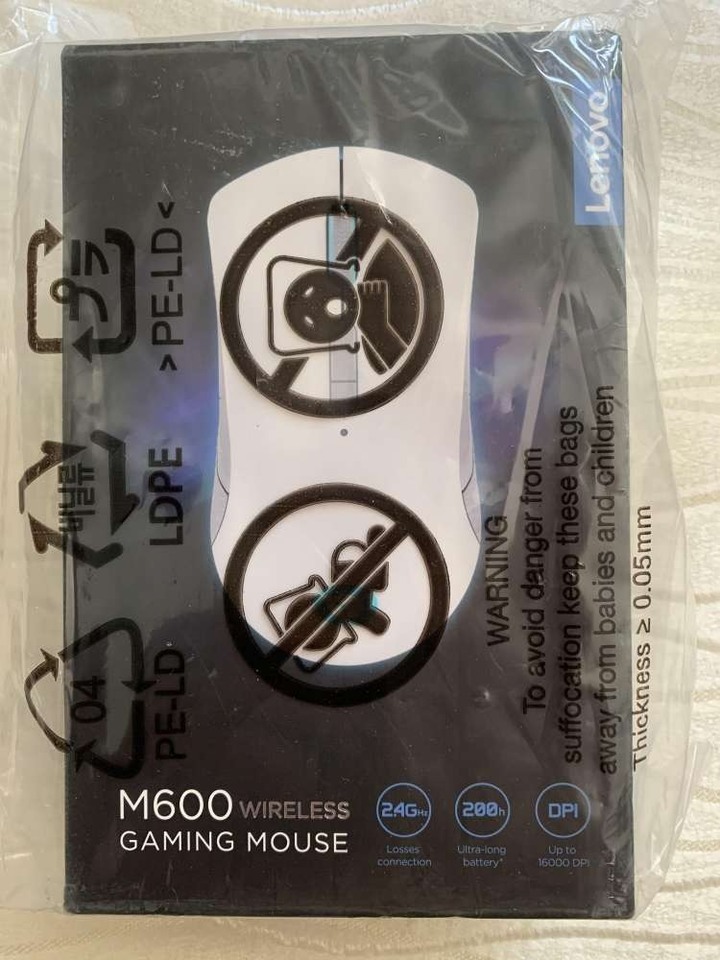 Lenovo
>PE-LD<
비닐류
LDPE
04
PE-LD
WARNING
To avoid danger from
suffocation keep these bags
away from babies and children
Thickness ≥ 0.05mm
M600 WIRELESS
GAMING MOUSE
2.4GHz
Losses
connection
200h
Ultra-long
battery*
DPI
Up to
16000 DPI